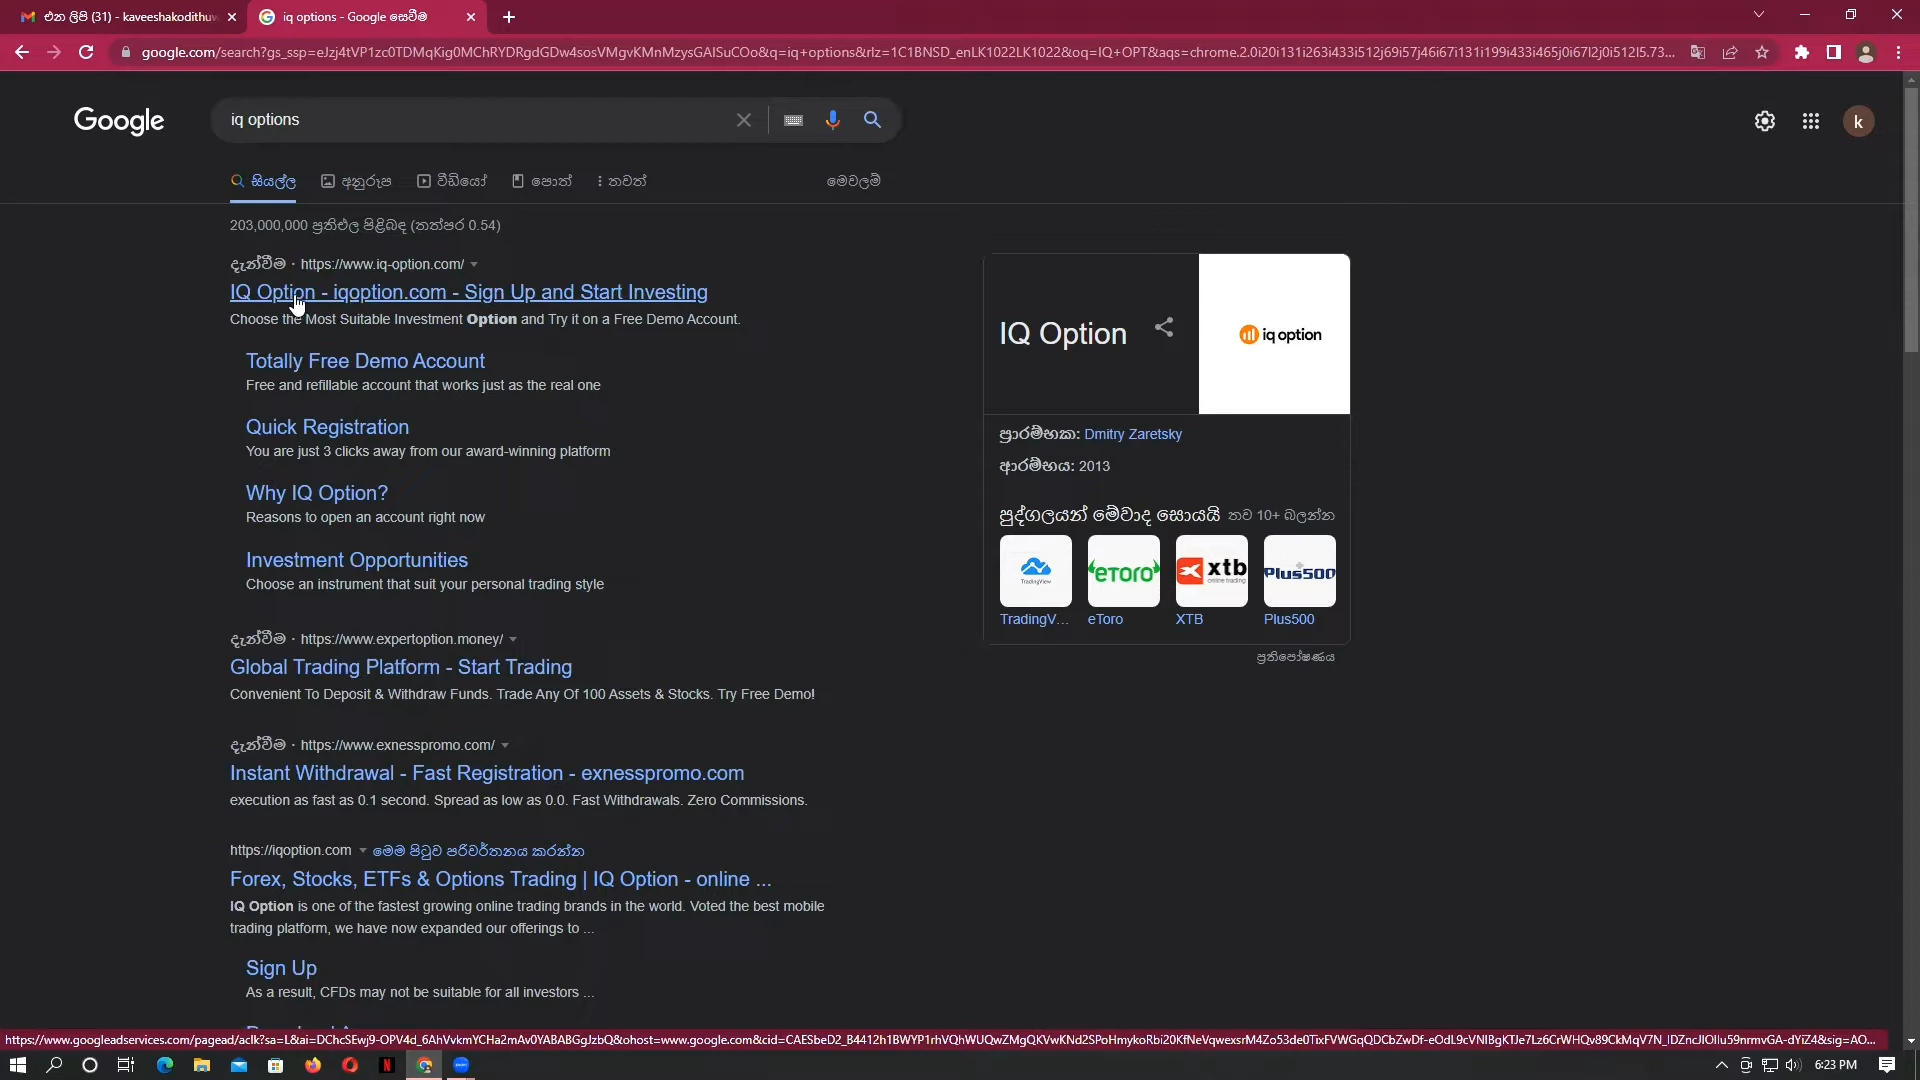 එන ලිපි (31) - kaveeshakodithuw
iq options - Google සෙවීම
google.com/search?gs_ssp=eJzj4tVP1zc0TDMqKig0MChRYDRgdGDw4sosVMgvKMnMzysGAISuCOo&q=iq+options&rlz=1C1BNSD_enLK1022LK1022&oq=IQ+OPT&aqs=chrome.2.0i20i131i263i433i512j69i57j46i67i131i199i433i465j0i67l2j0i512l5.73...
Google
iq options
k
සියල්ල අනුරූප වීඩියෝ පොත් තවත් මෙවලම්
203,000,000 ප්‍රතිඵල පිළිබඳ (තත්පර 0.54)
දැන්වීම · https://www.iq-option.com/
IQ Option - iqoption.com - Sign Up and Start Investing
Choose the Most Suitable Investment Option and Try it on a Free Demo Account.
Totally Free Demo Account
Free and refillable account that works just as the real one
Quick Registration
You are just 3 clicks away from our award-winning platform
Why IQ Option?
Reasons to open an account right now
Investment Opportunities
Choose an instrument that suit your personal trading style
දැන්වීම · https://www.expertoption.money/
Global Trading Platform - Start Trading
Convenient To Deposit & Withdraw Funds. Trade Any Of 100 Assets & Stocks. Try Free Demo!
දැන්වීම · https://www.exnesspromo.com/
Instant Withdrawal - Fast Registration - exnesspromo.com
execution as fast as 0.1 second. Spread as low as 0.0. Fast Withdrawals. Zero Commissions.
https://iqoption.com මෙම පිටුව පරිවර්තනය කරන්න
Forex, Stocks, ETFs & Options Trading | IQ Option - online ...
IQ Option is one of the fastest growing online trading brands in the world. Voted the best mobile
trading platform, we have now expanded our offerings to ...
Sign Up
As a result, CFDs may not be suitable for all investors ...
IQ Option
iq option
ප්‍රාරම්භක: Dmitry Zaretsky
ආරම්භය: 2013
පුද්ගලයන් මේවාද සොයයි තව 10+ බලන්න
TradingView
eToro
xtb
online trading
Plus500
TradingV... eToro XTB Plus500
ප්‍රතිපෝෂණය
6:23 PM